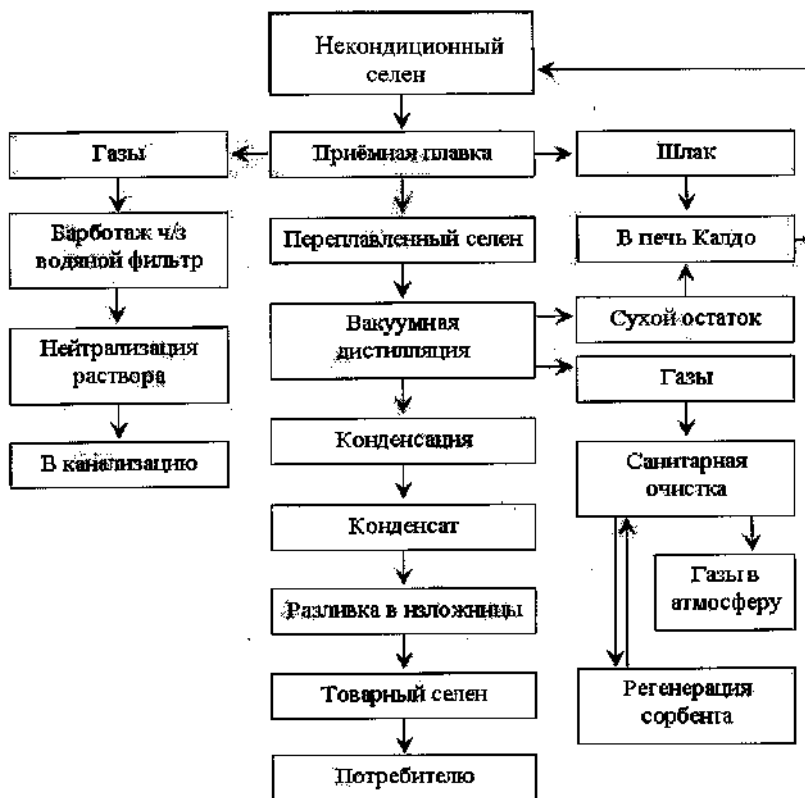 Некондиционный
селен
Газы
Приёмная плавка
Шлак
Барботаж ч/з
водяной фильтр
Переплавленный селен
В печь Калдо
Нейтрализация
раствора
Вакуумная
дистилляция
Сухой остаток
Газы
В канализацию
Конденсация
Санитарная
очистка
Конденсат
Газы в
атмосферу
Разливка в изложницы
Товарный селен
Регенерация
сорбента
Потребителю